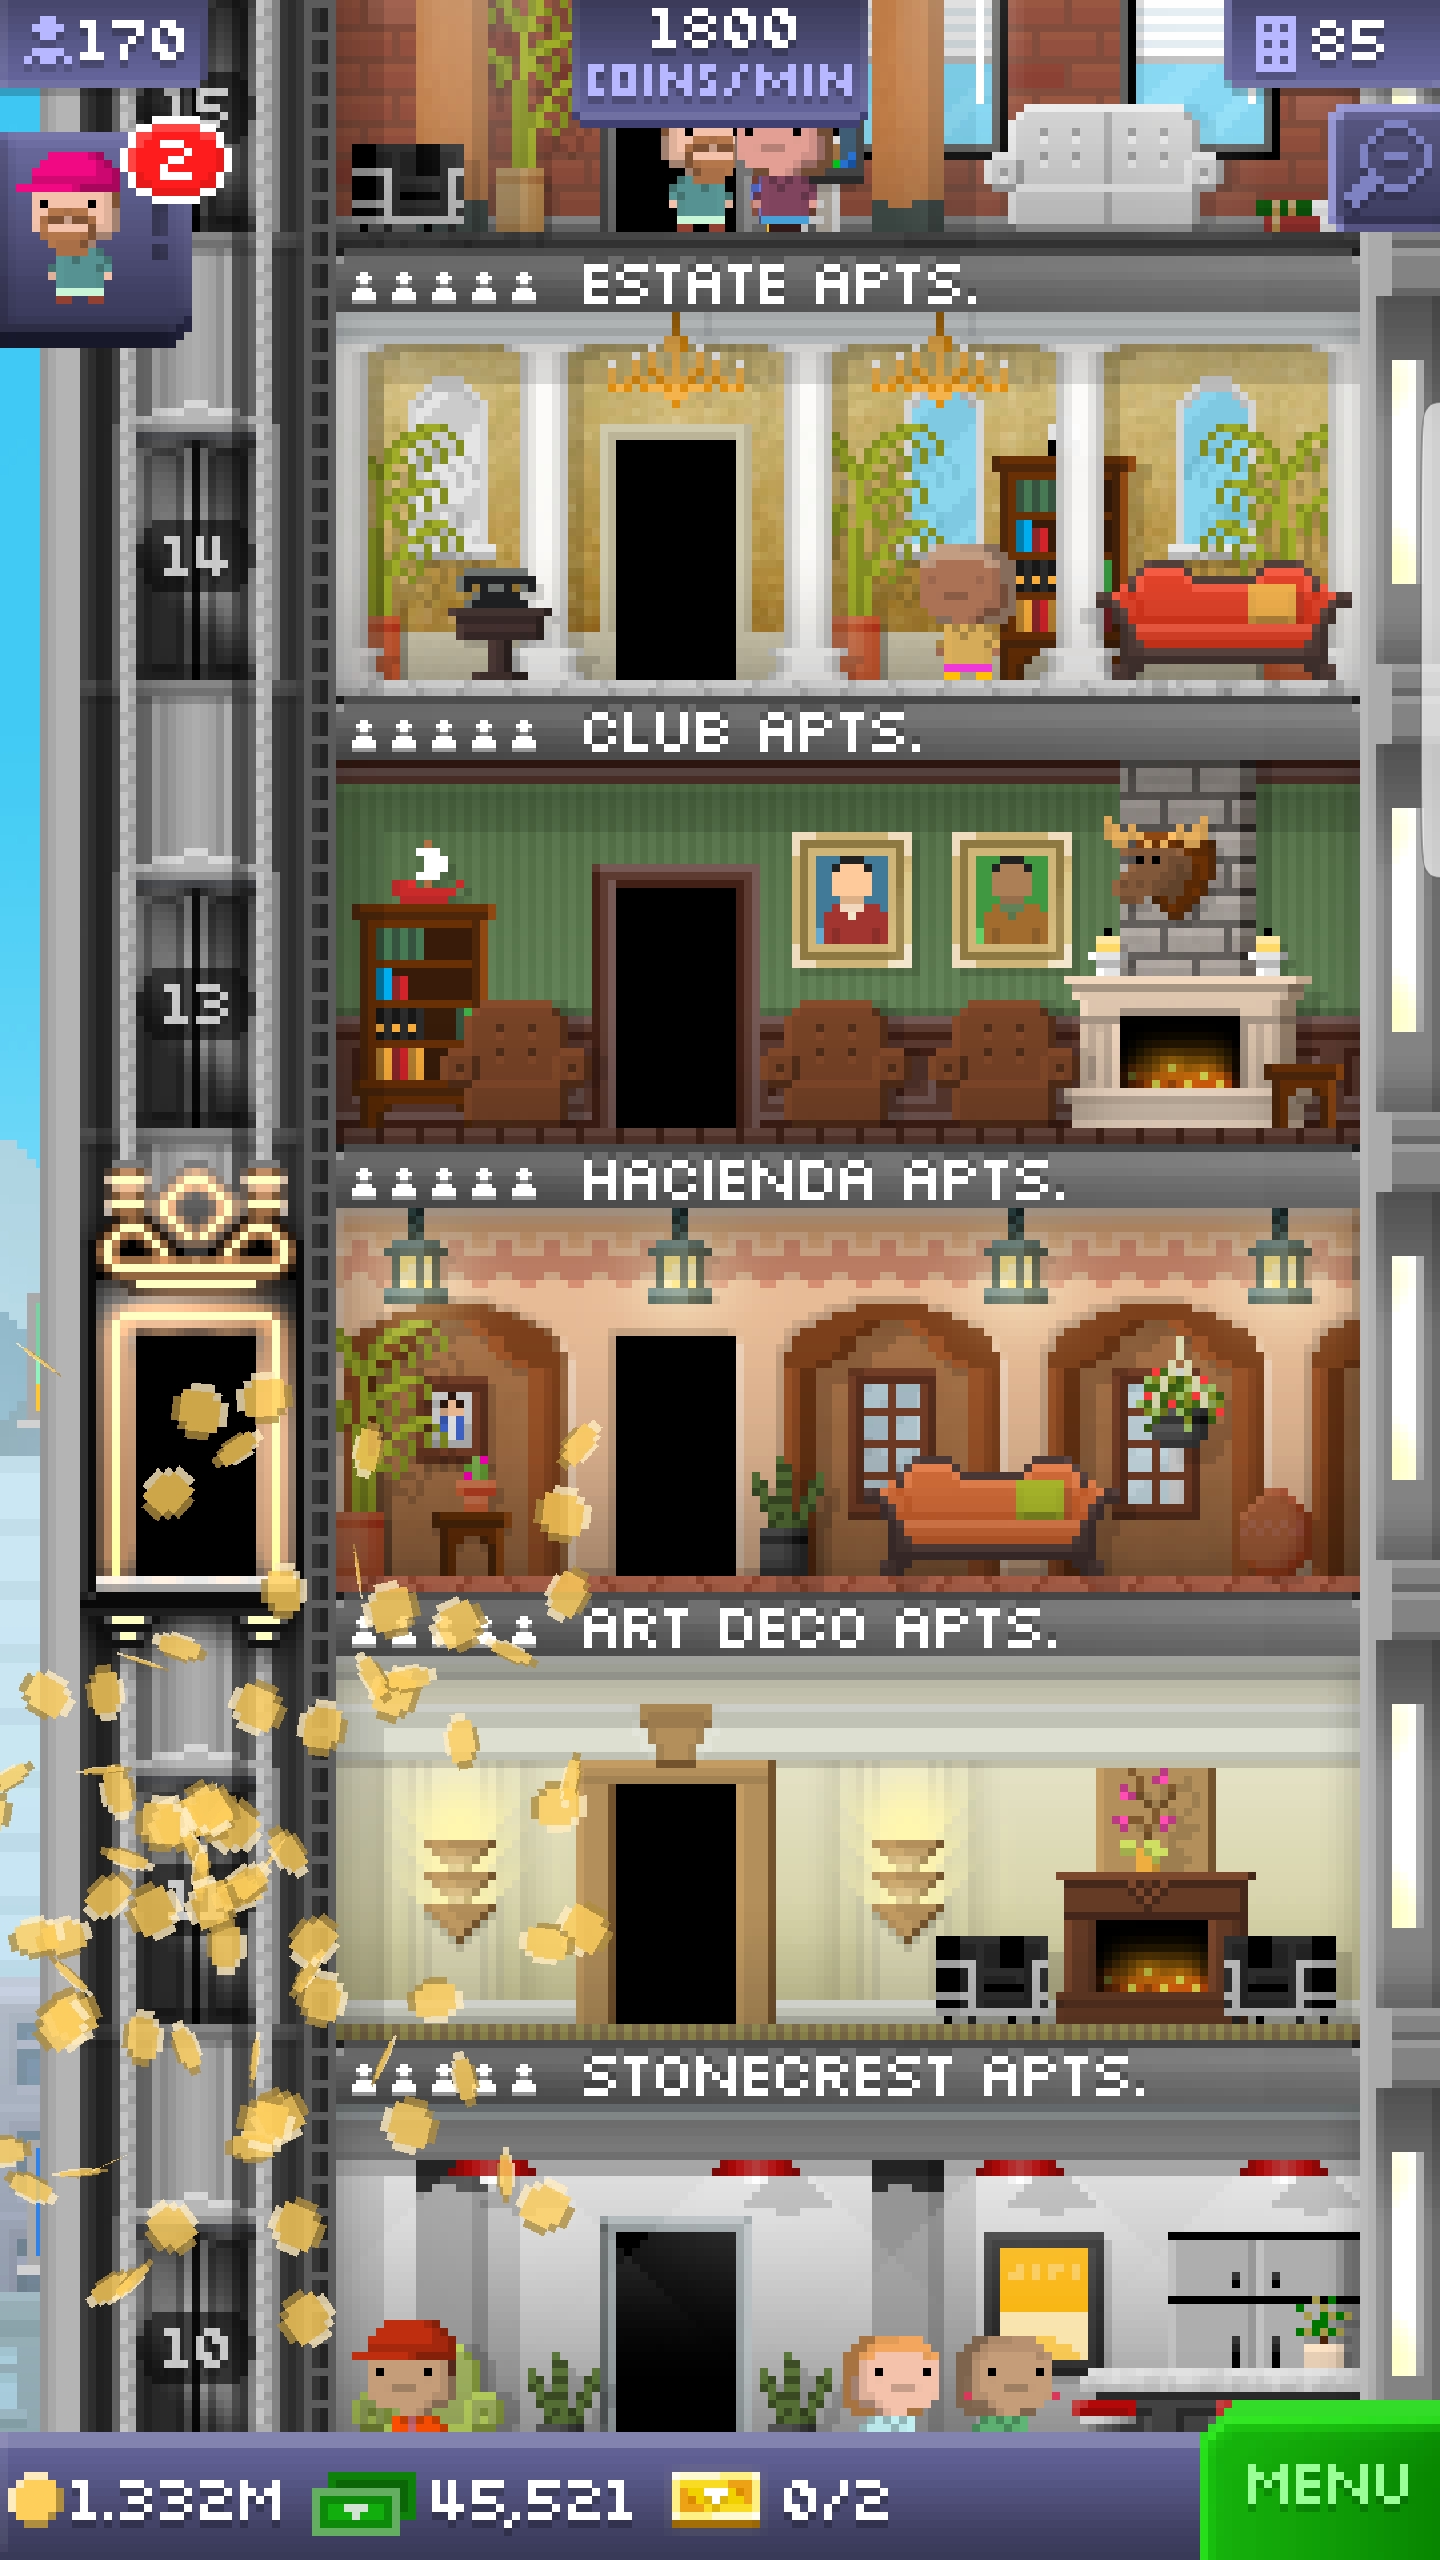 170
1800
COINS/MIN
85
15
2
ESTATE APTS.
14
CLUB APTS.
13
HACIENDA APTS.
ART DECO APTS.
STONECREST APTS.
10
1.332M
45,521
0/2
MENU